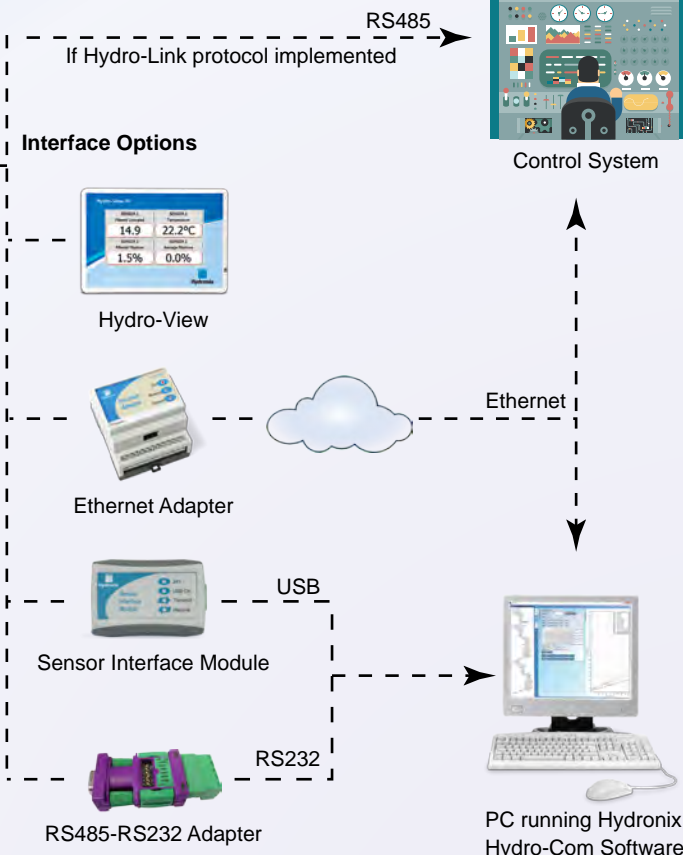 RS485
If Hydro-Link protocol implemented
Control System
Interface Options
14.9
22.2°C
1.5%
0.0%
Hydro-View
Ethernet
Ethernet Adapter
USB
Sensor Interface Module
RS232
RS485-RS232 Adapter
PC running Hydronix
Hydro-Com Software